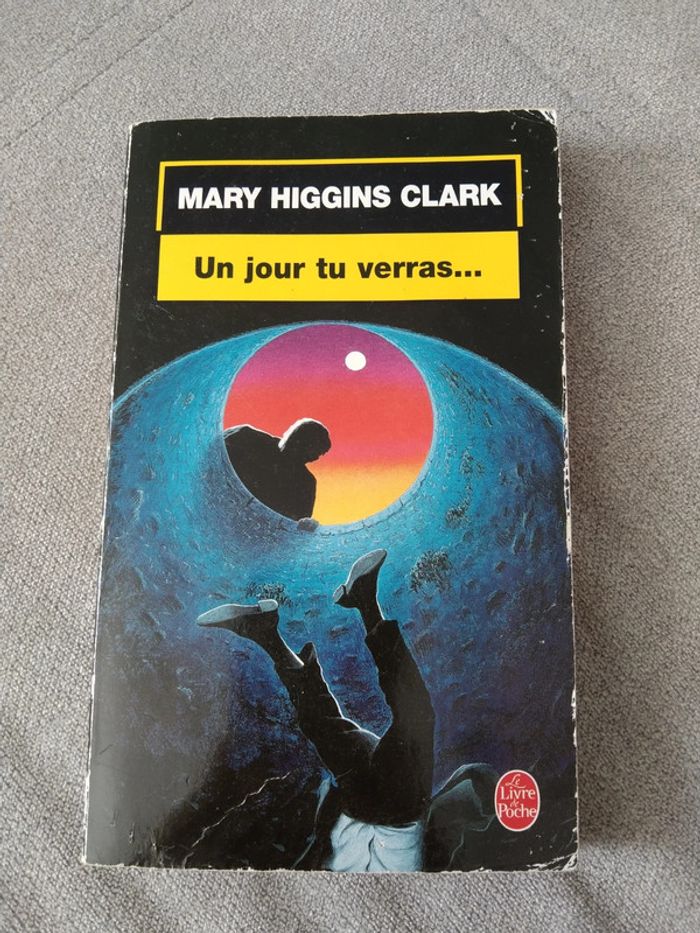 MARY HIGGINS CLARK
Un jour tu verras...
Le
Livre
de
Poche